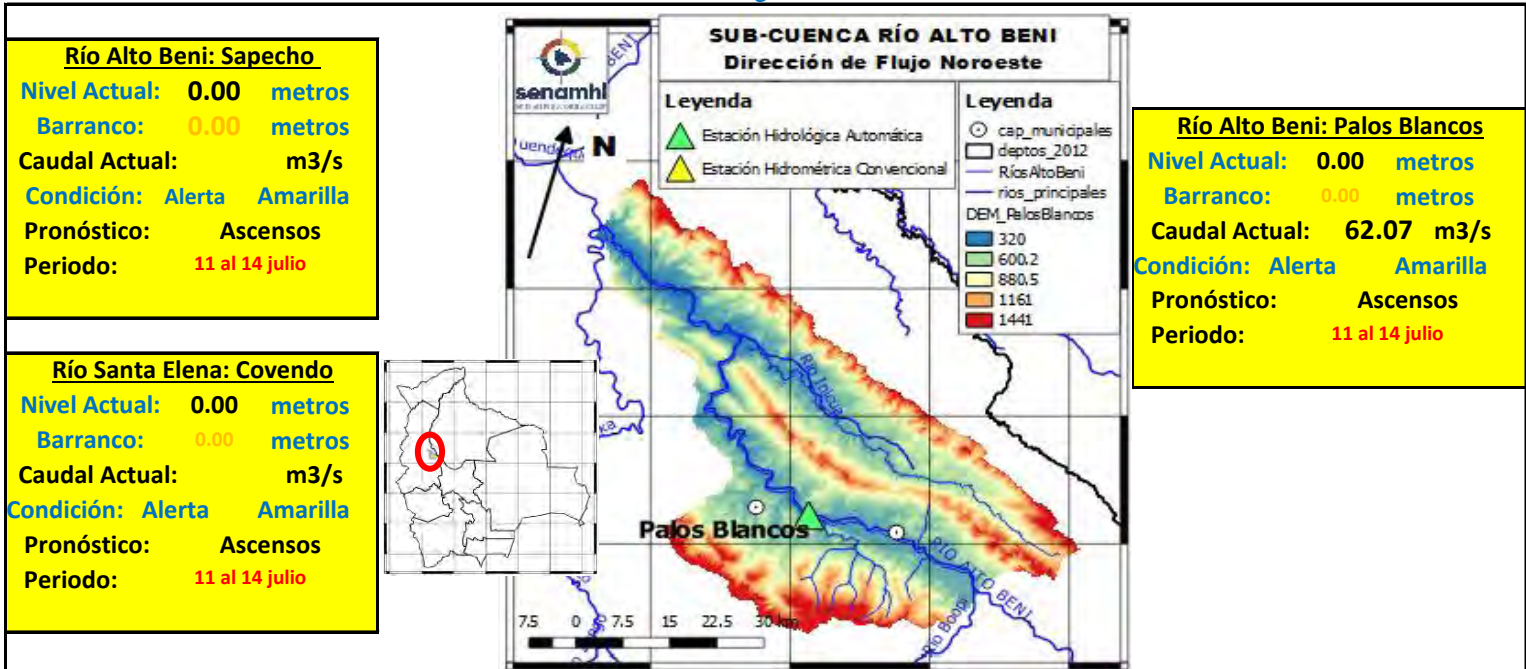 Río Alto Beni: Sapecho
Nivel Actual: 0.00 metros
Barranco: 0.00 metros
Caudal Actual: m3/s
Condición: Alerta Amarilla
Pronóstico: Ascensos
Periodo: 11 al 14 julio
Río Santa Elena: Covendo
Nivel Actual: 0.00 metros
Barranco: 0.00 metros
Caudal Actual: m3/s
Condición: Alerta Amarilla
Pronóstico: Ascensos
Periodo: 11 al 14 julio
senamhi
SUB-CUENCA RÍO ALTO BENI
Dirección de Flujo Noroeste
Leyenda
Estación Hidrológica Automática
Estación Hidrométrica Convencional
Leyenda
cap_municipales
deptos_2012
RíosAltoBeni
rios_principales
DEM_PalosBlancos
320
600.2
880.5
1161
1441
N
BENI
Río Inicua
Palos Blancos
RÍO ALTO BENI
Río Boopi
7.5 0 7.5 15 22.5 30 km
Río Alto Beni: Palos Blancos
Nivel Actual: 0.00 metros
Barranco: 0.00 metros
Caudal Actual: 62.07 m3/s
Condición: Alerta Amarilla
Pronóstico: Ascensos
Periodo: 11 al 14 julio